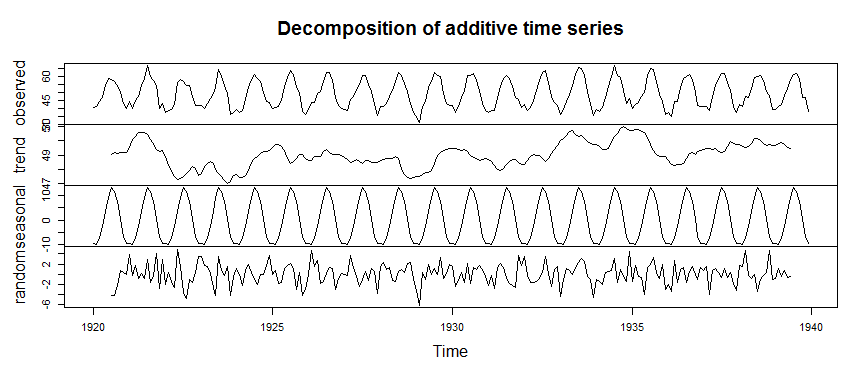 Decomposition of additive time series
observed
60
45
trend
49
47
seasonal
10
0
-10
random
2
-2
-6
1920
1925
1930
1935
1940
Time